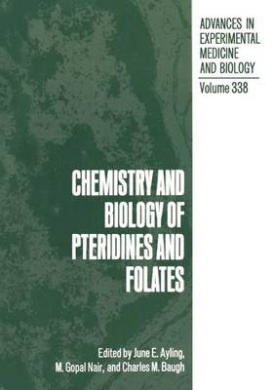 ADVANCES IN
EXPERIMENTAL
MEDICINE
AND BIOLOGY
Volume 338
CHEMISTRY AND
BIOLOGY OF
PTERIDINES AND
FOLATES
Edited by June E. Ayling,
M. Gopal Nair, and Charles M. Baugh